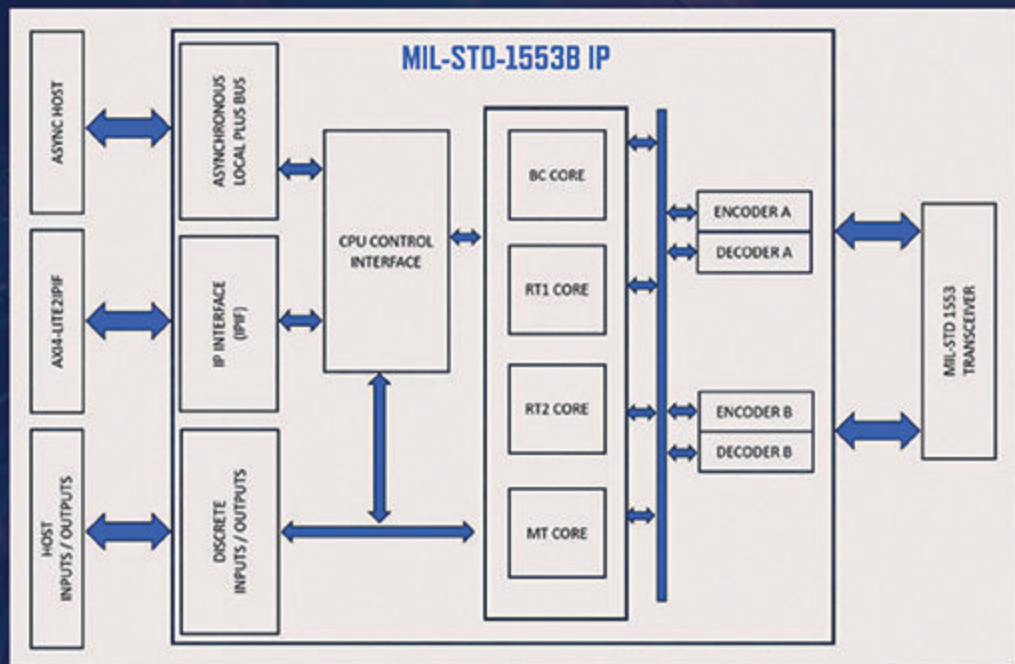 MIL-STD-1553B IP
ASYNC HOST
ASYNCHRONOUS
LOCAL PLUS BUS
AXI4-LITE2IPIF
IP INTERFACE
(IPIF)
HOST
INPUTS / OUTPUTS
DISCRETE
INPUTS / OUTPUTS
CPU CONTROL
INTERFACE
BC CORE
RT1 CORE
RT2 CORE
MT CORE
ENCODER A
DECODER A
ENCODER B
DECODER B
MIL-STD 1553
TRANSCEIVER